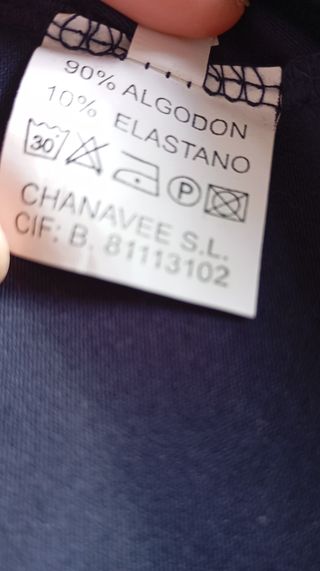 90% ALGODON
10% ELASTANO
30 P
CHANAVEE S.L.
CIF: B. 81113102